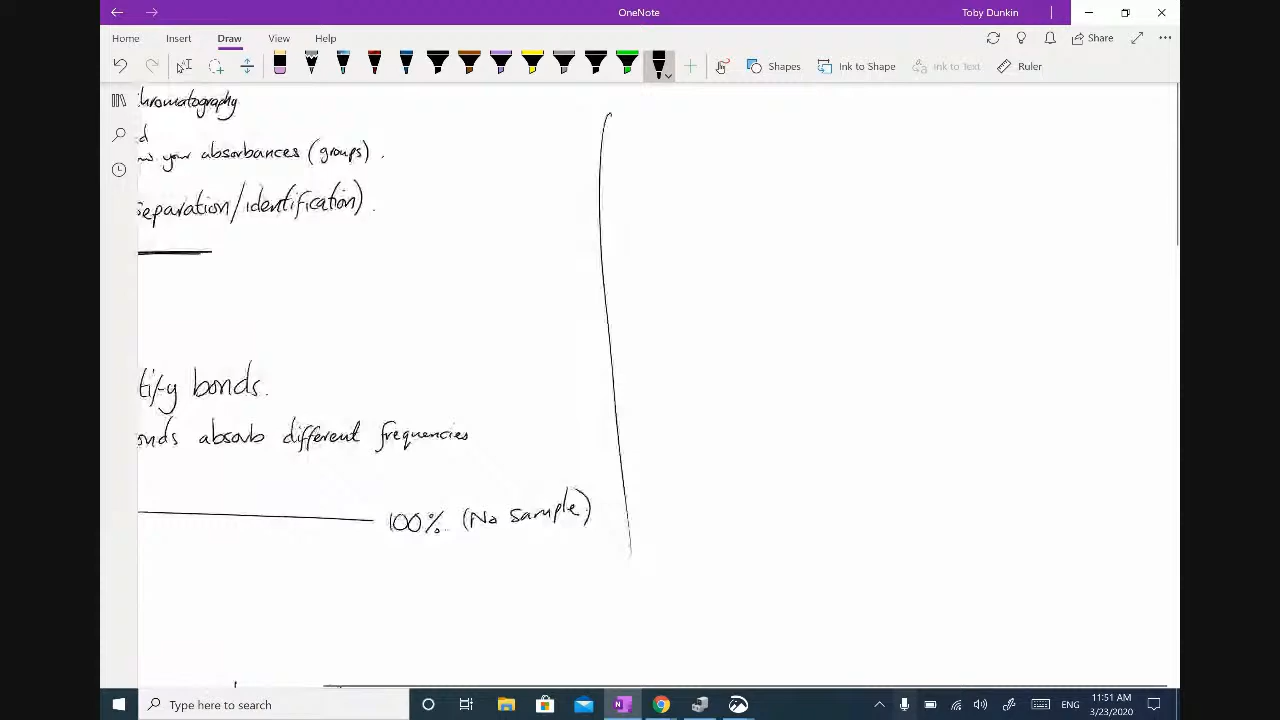 OneNote
Toby Dunkin
Home Insert Draw View Help
Share
Shapes Ink to Shape Ink to Text Ruler
hromatography
d
your absorbances (groups).
separation/identification).
tify bonds.
onds absorb different frequencies
100% (No sample)
Type here to search
ENG
11:51 AM
3/23/2020